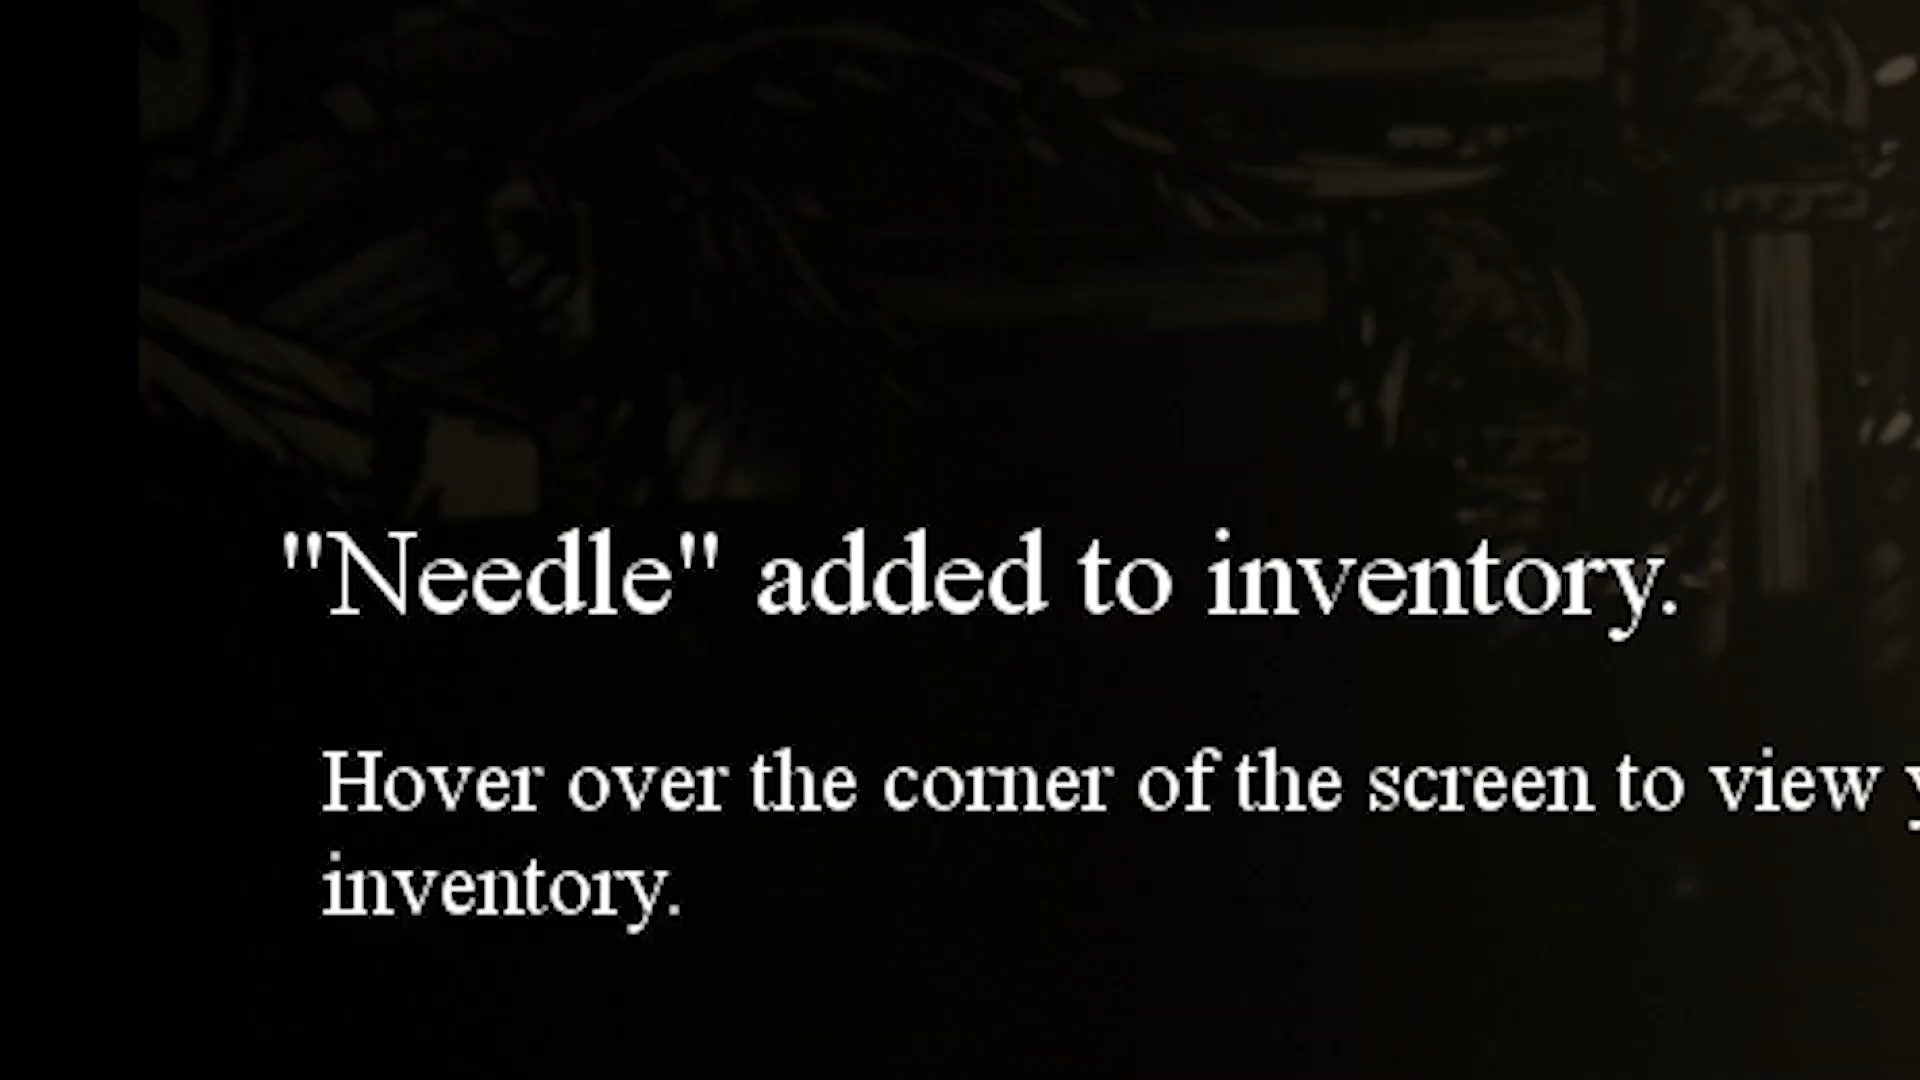 "Needle" added to inventory.
Hover over the corner of the screen to view
inventory.